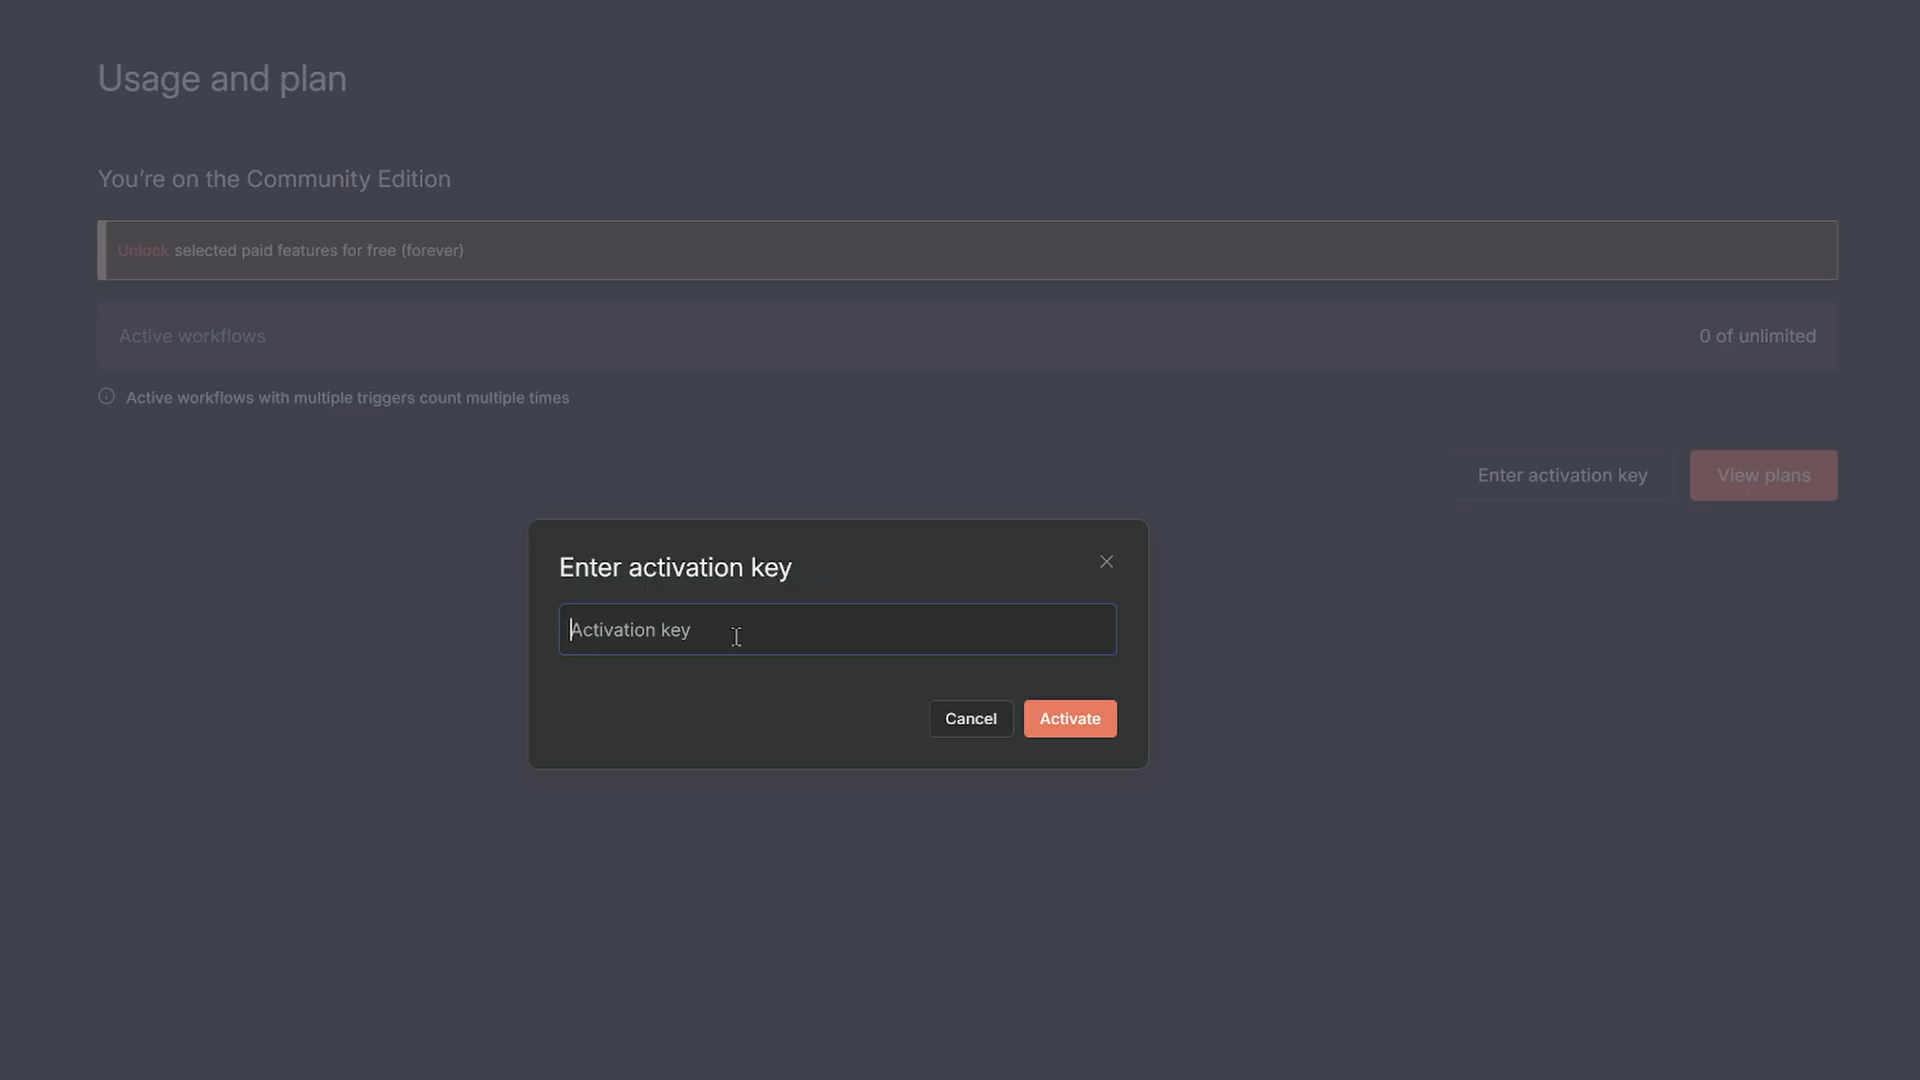 Usage and plan
You’re on the Community Edition
Unlock selected paid features for free (forever)
Active workflows 0 of unlimited
Active workflows with multiple triggers count multiple times
Enter activation key View plans
Enter activation key
Activation key
Cancel Activate